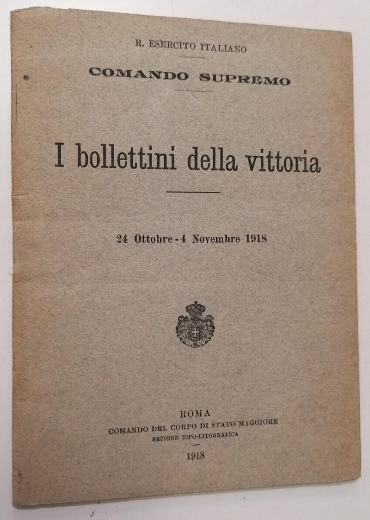 R. ESERCITO ITALIANO
COMANDO SUPREMO
I bollettini della vittoria
24 Ottobre - 4 Novembre 1918
ROMA
COMANDO DEL CORPO DI STATO MAGGIORE
SEZIONE TIPO-LITOGRAFICA
1918